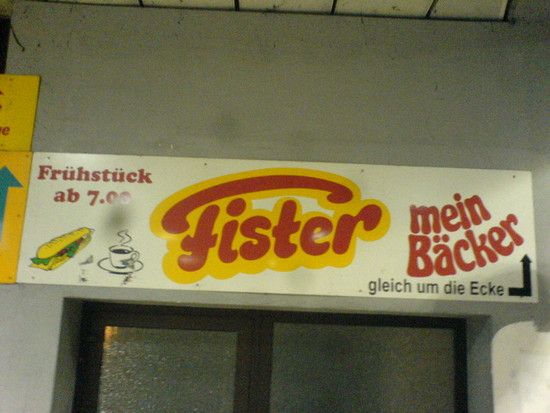 Frühstück
ab 7.00
Fister
mein
Bäcker
gleich um die Ecke